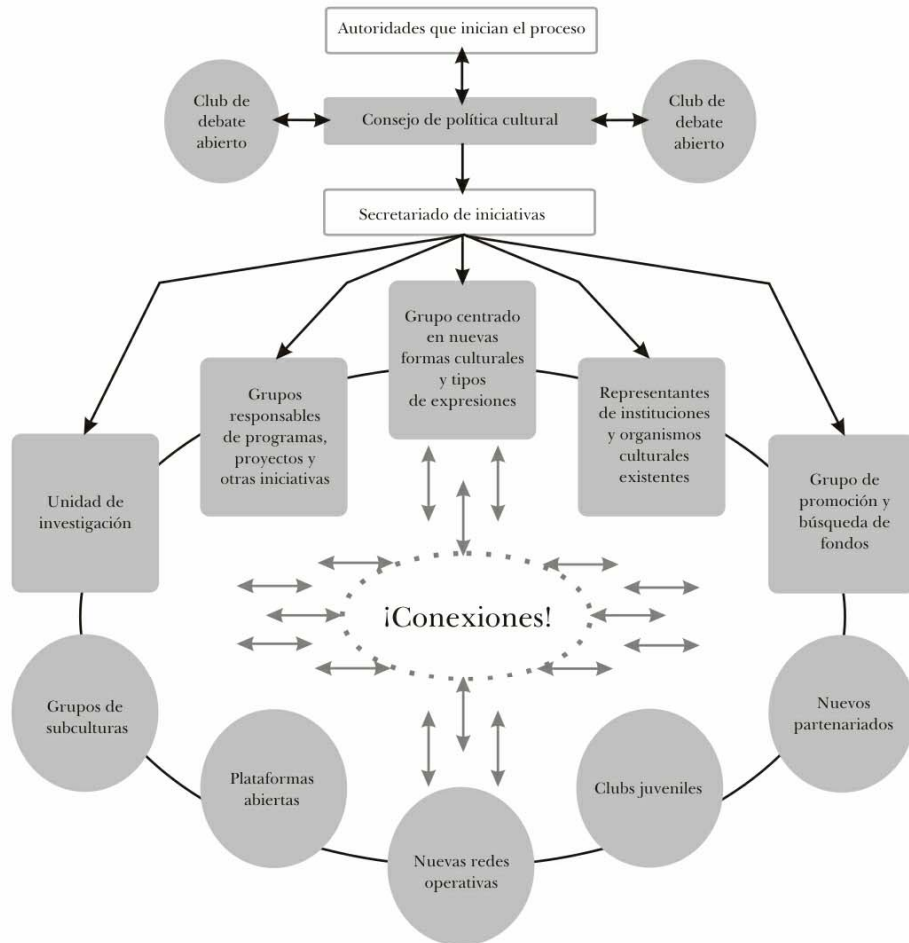 Autoridades que inician el proceso
Club de
debate
abierto
Consejo de política cultural
Club de
debate
abierto
Secretariado de iniciativas
Grupo centrado
en nuevas
formas culturales
y tipos
de expresiones
Grupos
responsables
de programas,
proyectos y
otras iniciativas
Representantes
de instituciones
y organismos
culturales
existentes
Unidad de
investigación
Grupo de
promoción y
búsqueda de
fondos
¡Conexiones!
Grupos de
subculturas
Nuevos
partenariados
Plataformas
abiertas
Clubs juveniles
Nuevas redes
operativas